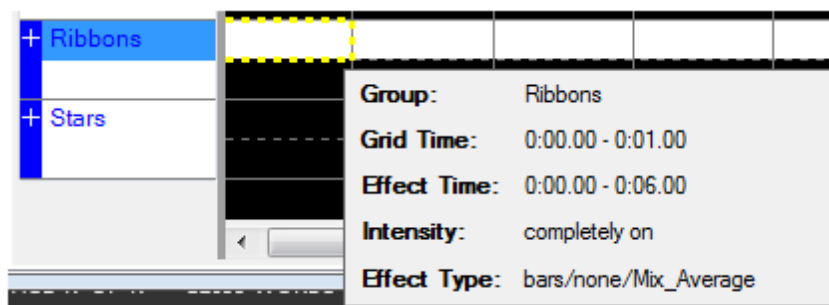 + Ribbons
+ Stars
Group: Ribbons
Grid Time: 0:00.00 - 0:01.00
Effect Time: 0:00.00 - 0:06.00
Intensity: completely on
Effect Type: bars/none/Mix_Average